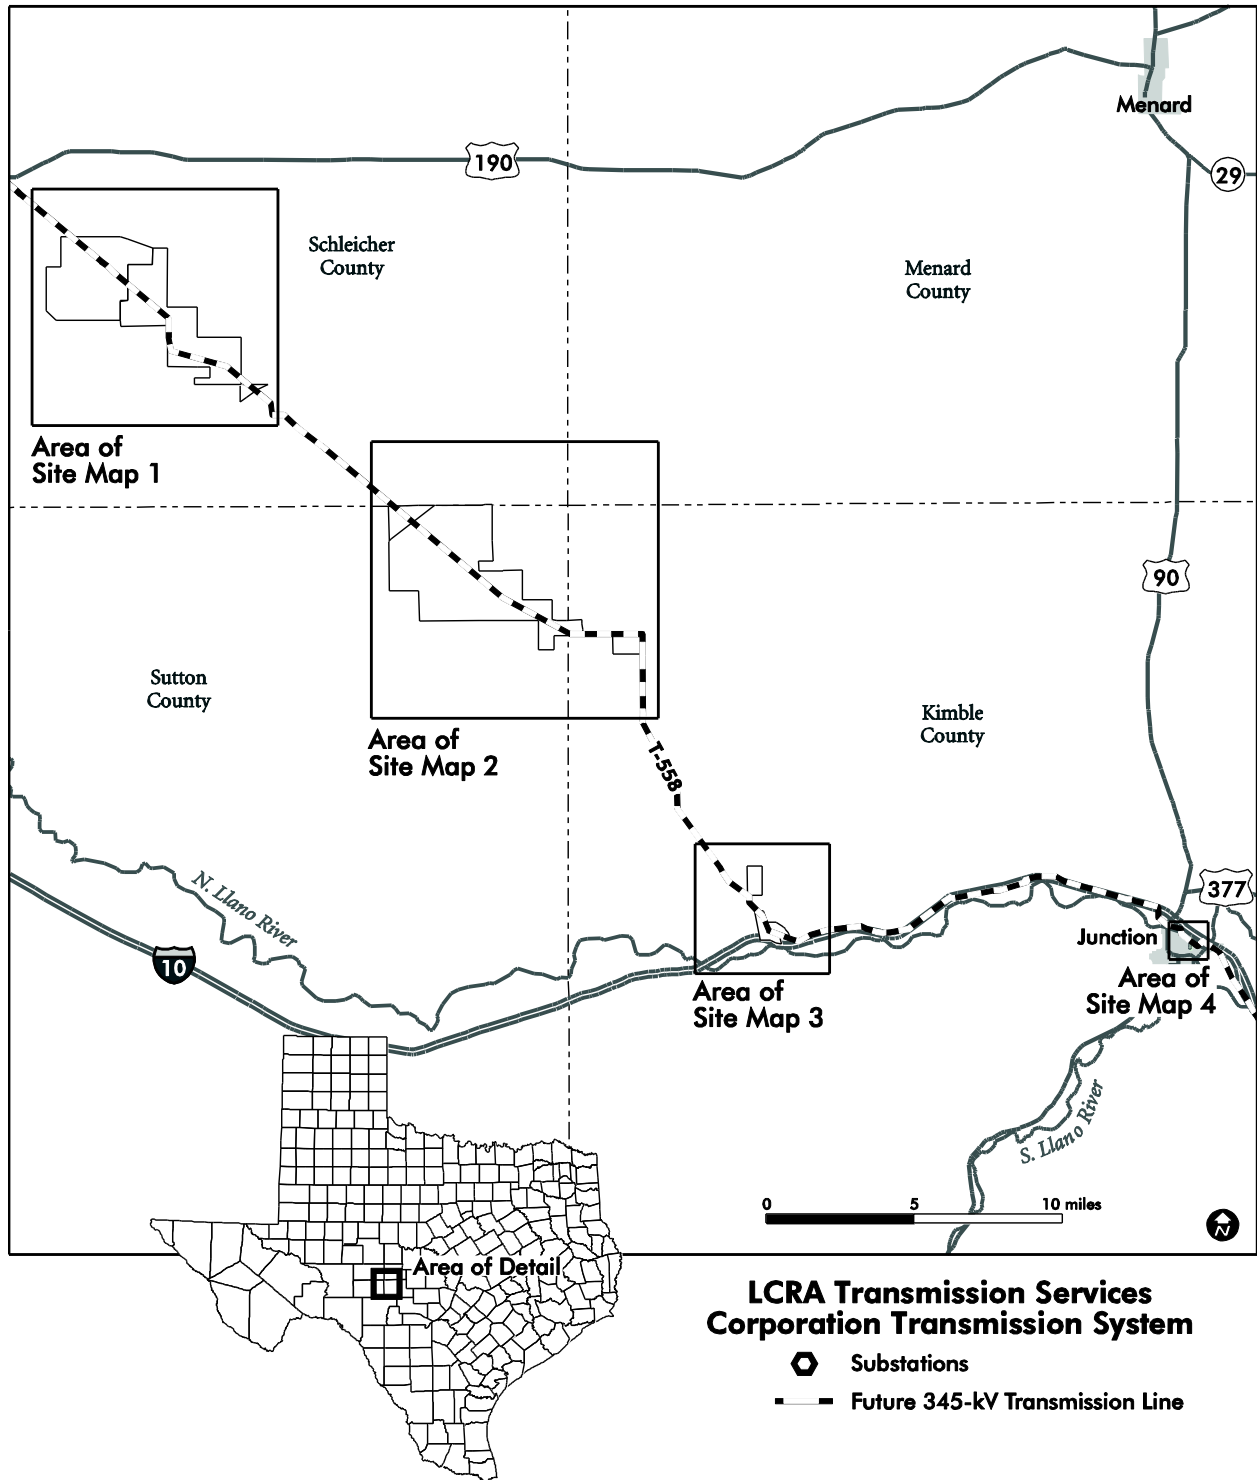 Menard
190
29
Schleicher
County
Menard
County
Area of
Site Map 1
90
Sutton
County
Kimble
County
Area of
Site Map 2
T-558
N. Llano River
377
10
Junction
Area of
Site Map 3
Area of
Site Map 4
S. Llano River
0 5 10 miles
N
Area of Detail
LCRA Transmission Services
Corporation Transmission System
Substations
Future 345-kV Transmission Line